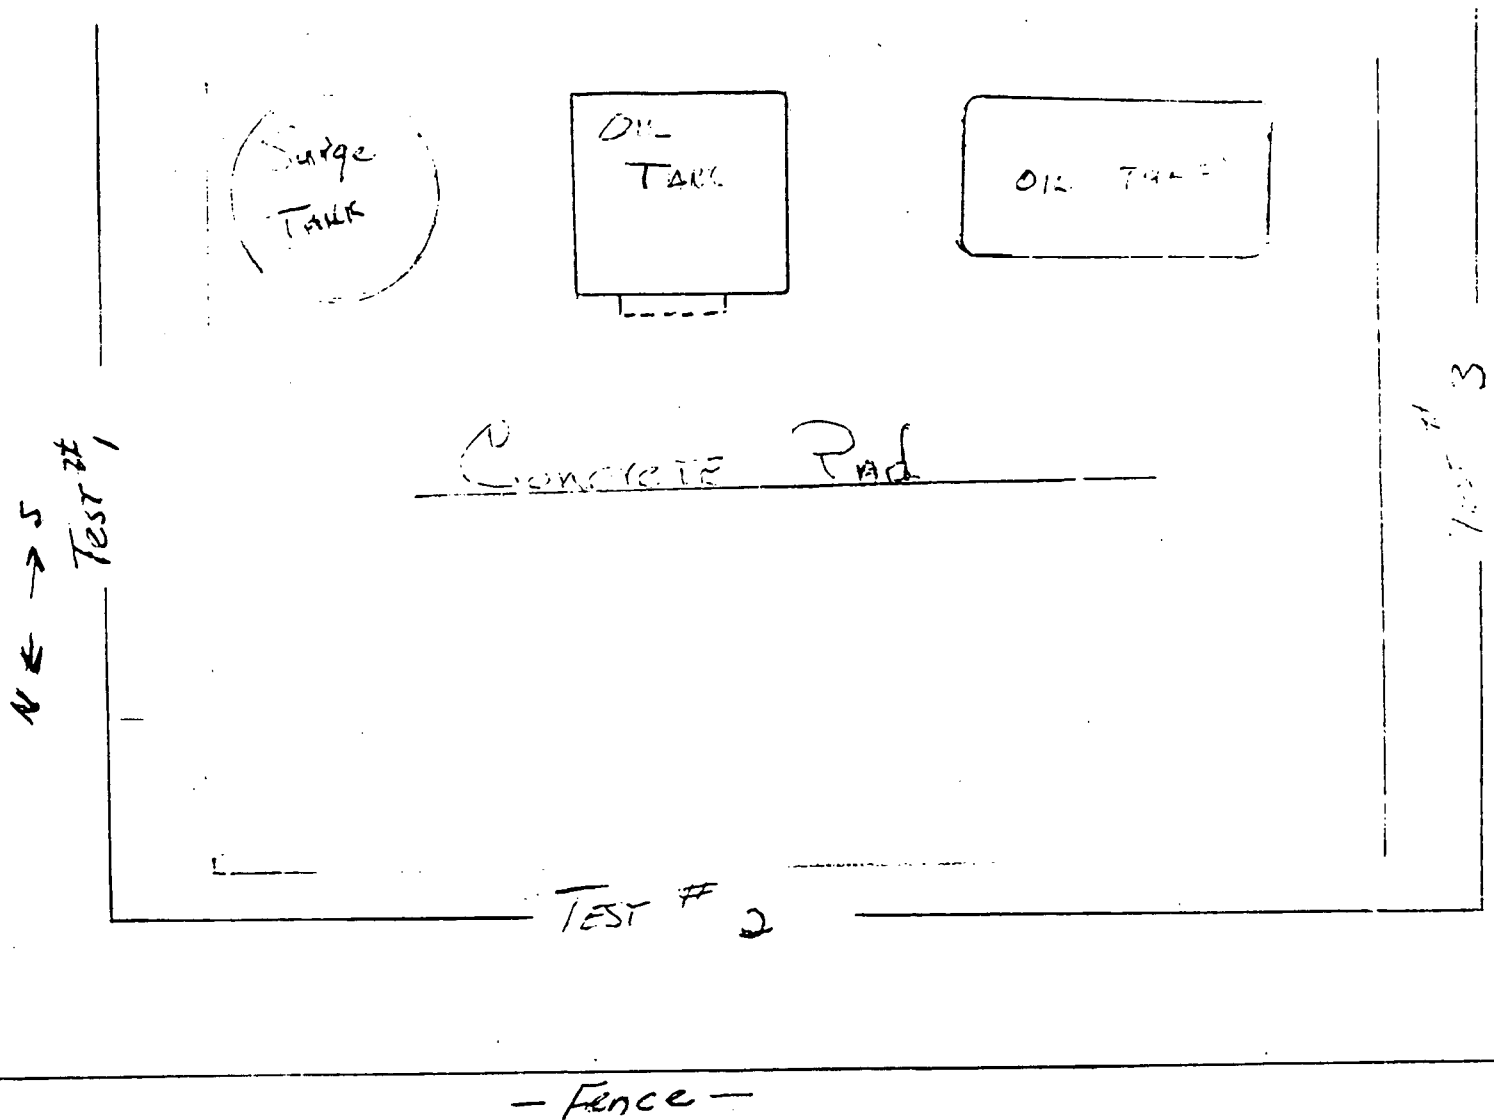 Surge
TANK
OIL
TANK
OIL TANK
Concrete Pad
Test # 1
N ← → S
Test # 3
TEST # 2
- Fence -